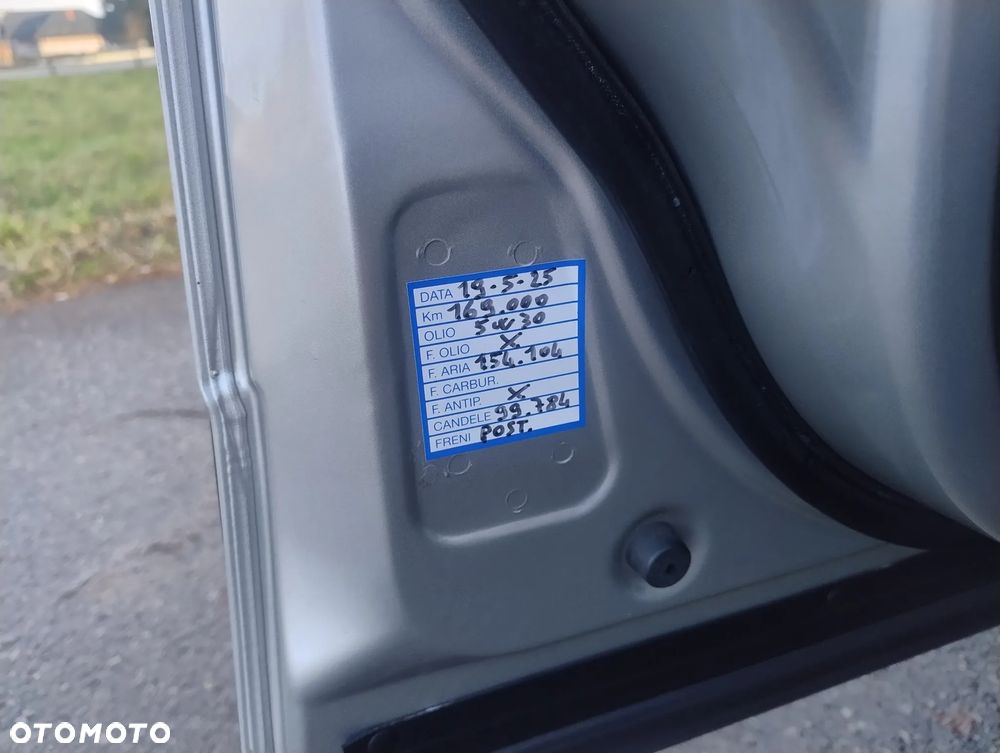 DATA 19-5-25
Km 169.000
OLIO 5w30
F. OLIO X
F. ARIA 154.104
F. CARBUR.
F. ANTIP. X
CANDELE 99.784
FRENI POST.
OTOMOTO